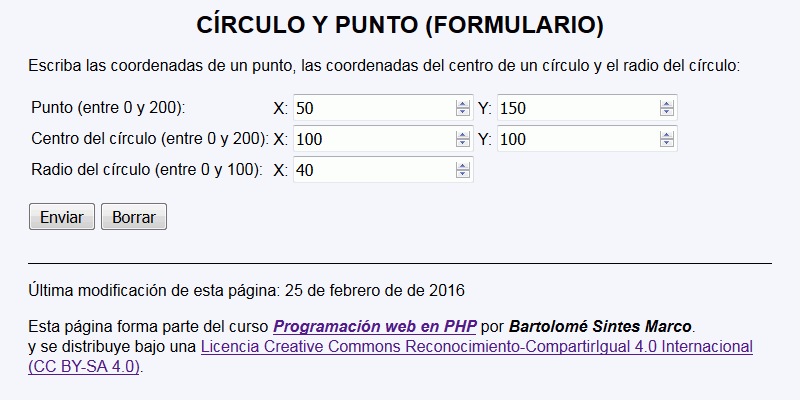 CÍRCULO Y PUNTO (FORMULARIO)
Escriba las coordenadas de un punto, las coordenadas del centro de un círculo y el radio del círculo:
Punto (entre 0 y 200): X: 50 Y: 150
Centro del círculo (entre 0 y 200): X: 100 Y: 100
Radio del círculo (entre 0 y 100): X: 40
Enviar Borrar
Última modificación de esta página: 25 de febrero de de 2016
Esta página forma parte del curso Programación web en PHP por Bartolomé Sintes Marco.
y se distribuye bajo una Licencia Creative Commons Reconocimiento-CompartirIgual 4.0 Internacional
(CC BY-SA 4.0).